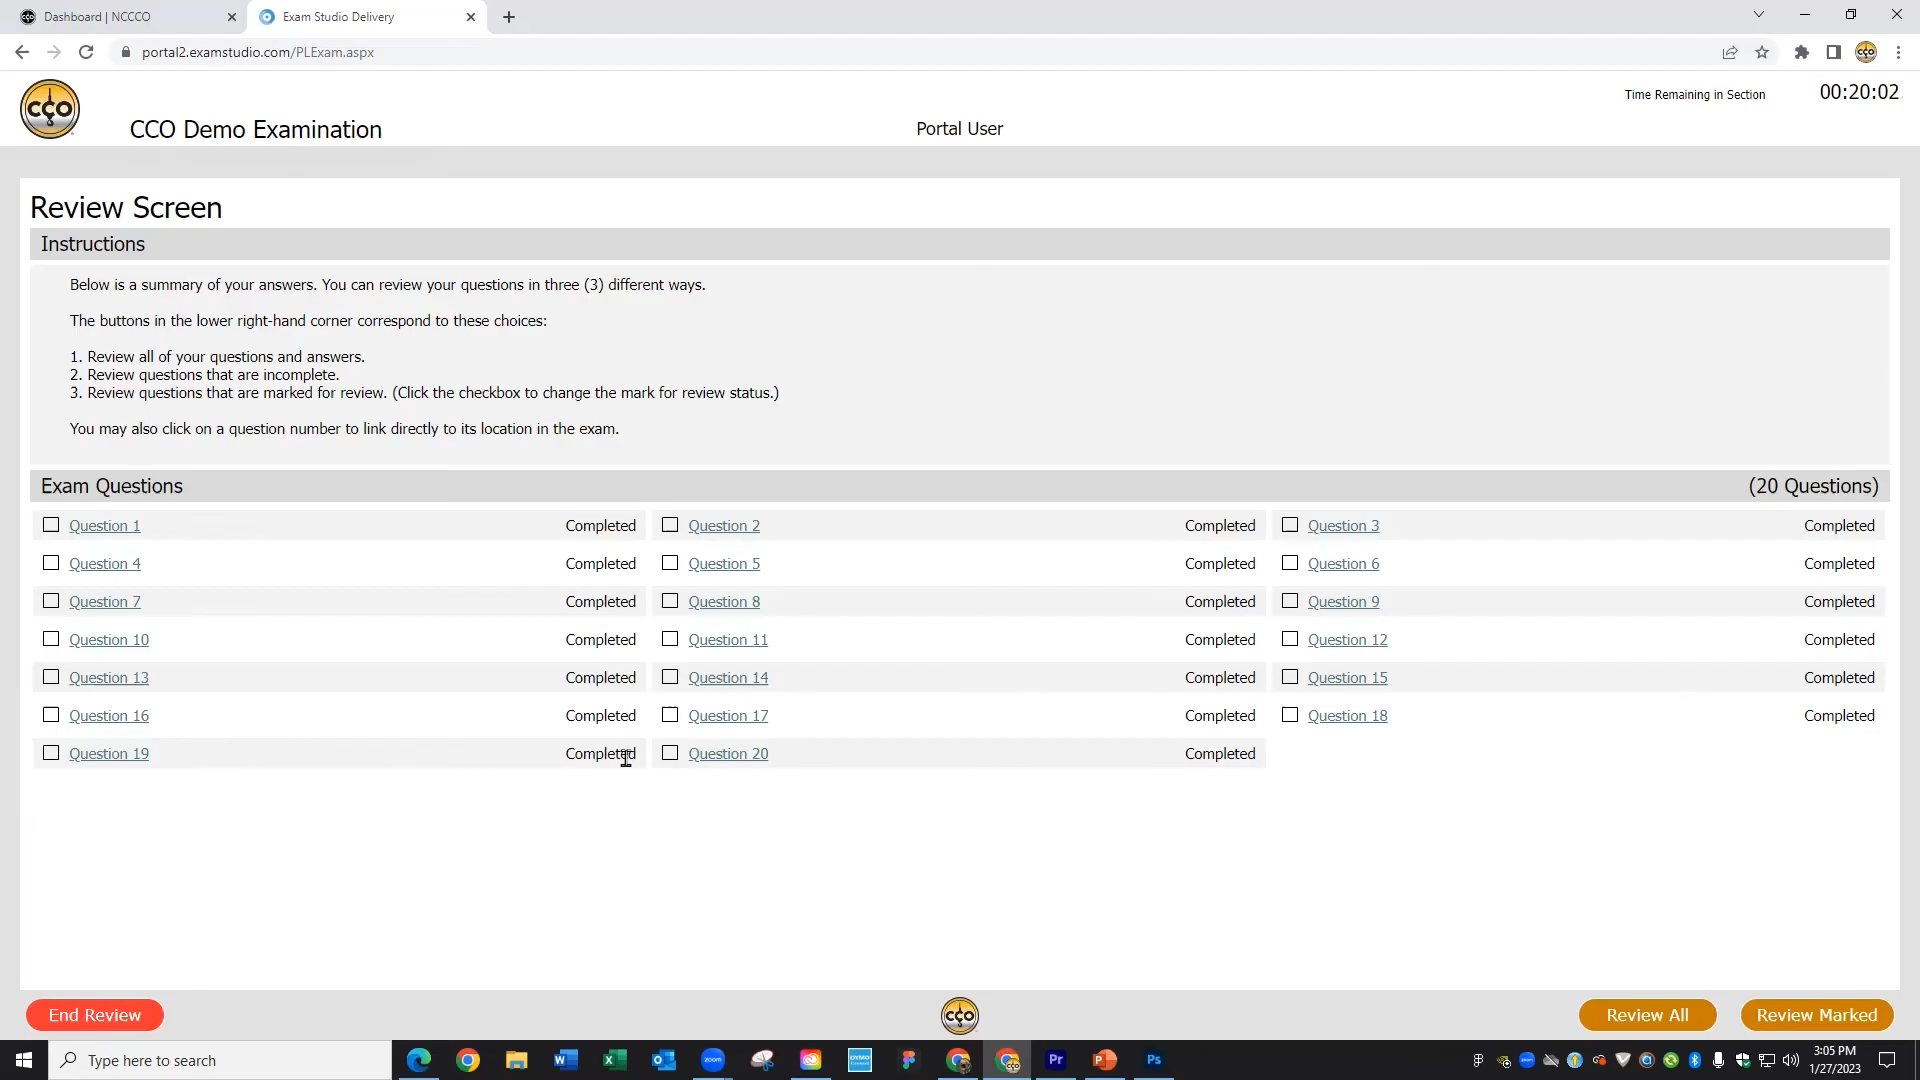 Dashboard | NCCCO
Exam Studio Delivery
portal2.examstudio.com/PLExam.aspx
CCO
CCO Demo Examination
Portal User
Time Remaining in Section
00:20:02
Review Screen
Instructions
Below is a summary of your answers. You can review your questions in three (3) different ways.
The buttons in the lower right-hand corner correspond to these choices:
1. Review all of your questions and answers.
2. Review questions that are incomplete.
3. Review questions that are marked for review. (Click the checkbox to change the mark for review status.)
You may also click on a question number to link directly to its location in the exam.
Exam Questions (20 Questions)
Question 1 Completed Question 2 Completed Question 3 Completed
Question 4 Completed Question 5 Completed Question 6 Completed
Question 7 Completed Question 8 Completed Question 9 Completed
Question 10 Completed Question 11 Completed Question 12 Completed
Question 13 Completed Question 14 Completed Question 15 Completed
Question 16 Completed Question 17 Completed Question 18 Completed
Question 19 Completed Question 20 Completed
End Review
CCO
Review All
Review Marked
Type here to search
zoom
DYMO
Pr
Ps
3:05 PM
1/27/2023